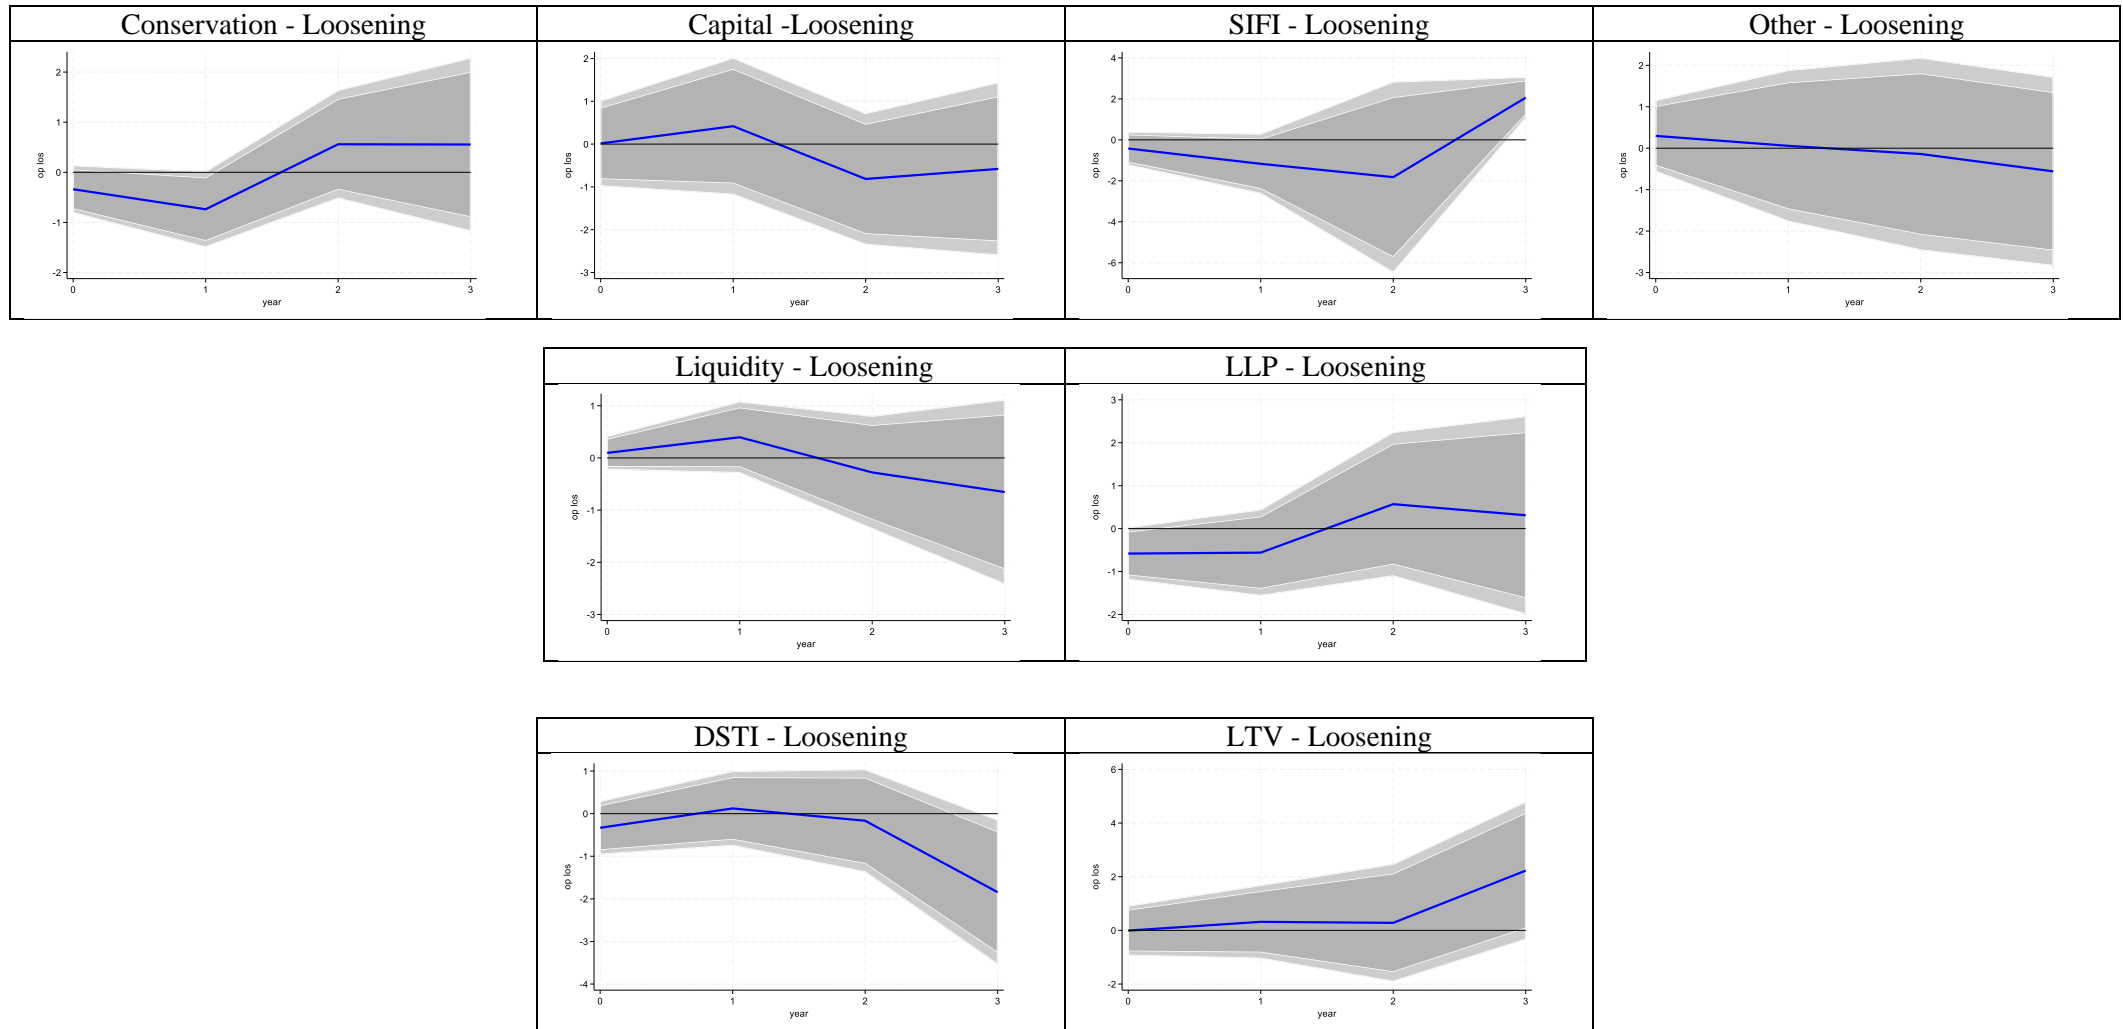 Conservation - Loosening
Capital -Loosening
SIFI - Loosening
Other - Loosening
2
1
0
-1
-2
op los
0 1 2 3
year
2
1
0
-1
-2
-3
op los
0 1 2 3
year
4
2
0
-2
-4
-6
op los
0 1 2 3
year
2
1
0
-1
-2
-3
op los
0 1 2 3
year
Liquidity - Loosening
LLP - Loosening
1
0
-1
-2
-3
op los
0 1 2 3
year
3
2
1
0
-1
-2
op los
0 1 2 3
year
DSTI - Loosening
LTV - Loosening
1
0
-1
-2
-3
-4
op los
0 1 2 3
year
6
4
2
0
-2
op los
0 1 2 3
year